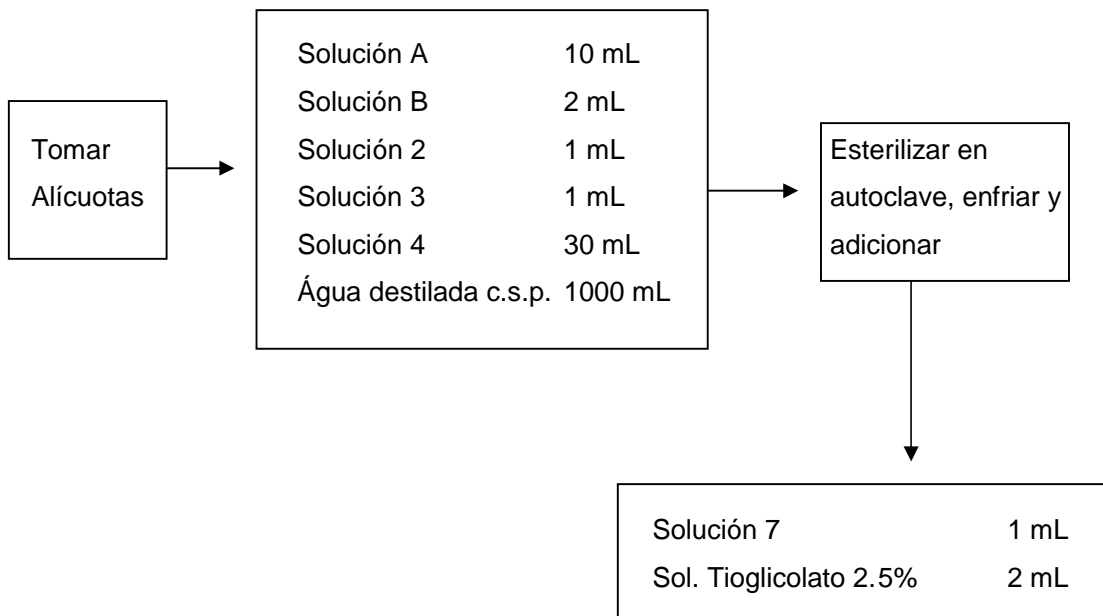 Tomar
Alícuotas
Solución A 10 mL
Solución B 2 mL
Solución 2 1 mL
Solución 3 1 mL
Solución 4 30 mL
Água destilada c.s.p. 1000 mL
Esterilizar en
autoclave, enfriar y
adicionar
Solución 7 1 mL
Sol. Tioglicolato 2.5% 2 mL